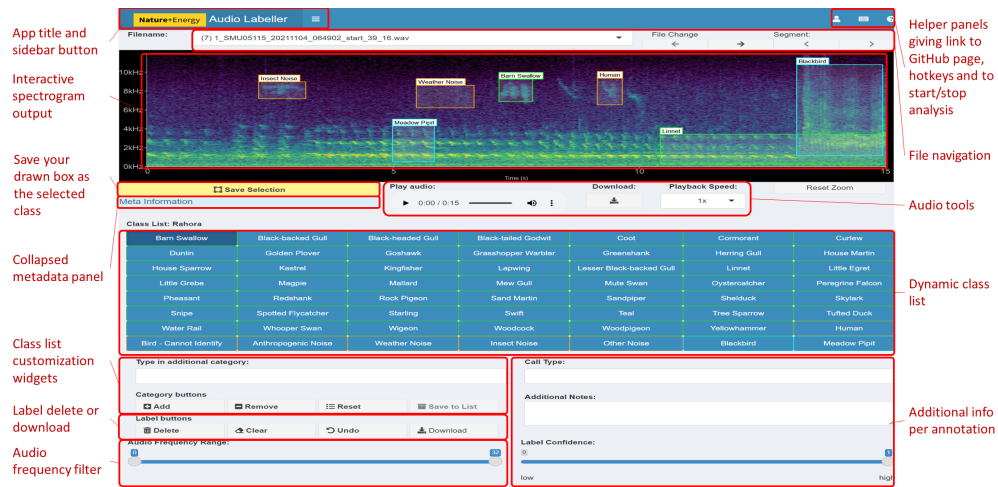 Nature+Energy Audio Labeller
App title and
sidebar button
Interactive
spectrogram
output
Save your
drawn box as
the selected
class
Collapsed
metadata panel
Class list
customization
widgets
Label delete or
download
Audio
frequency filter
Filename:
(7) 1_SMU05115_20211104_064902_start_39_16.wav
File Change
Segment:
← → < >
10kHz
8kHz
6kHz
4kHz
2kHz
0kHz
Insect Noise
Weather Noise
Barn Swallow
Human
Blackbird
Meadow Pipit
Linnet
0 5 10 15
Time (s)
Save Selection
Meta Information
Play audio:
0:00 / 0:15
Download:
Playback Speed:
1x
Reset Zoom
Class List: Rahora
Barn Swallow Black-backed Gull Black-headed Gull Black-tailed Godwit Coot Cormorant Curlew
Dunlin Golden Plover Goshawk Grasshopper Warbler Greenshank Herring Gull House Martin
House Sparrow Kestrel Kingfisher Lapwing Lesser Black-backed Gull Linnet Little Egret
Little Grebe Magpie Mallard Mew Gull Mute Swan Oystercatcher Peregrine Falcon
Pheasant Redshank Rock Pigeon Sand Martin Sandpiper Shelduck Skylark
Snipe Spotted Flycatcher Starling Swift Teal Tree Sparrow Tufted Duck
Water Rail Whooper Swan Wigeon Woodcock Woodpigeon Yellowhammer Human
Bird - Cannot Identify Anthropogenic Noise Weather Noise Insect Noise Other Noise Blackbird Meadow Pipit
Type in additional category:
Category buttons
Add Remove Reset Save to List
Label buttons
Delete Clear Undo Download
Audio Frequency Range:
0 32
Call Type:
Additional Notes:
Label Confidence:
0 1
low high
Helper panels
giving link to
GitHub page,
hotkeys and to
start/stop
analysis
File navigation
Audio tools
Dynamic class
list
Additional info
per annotation